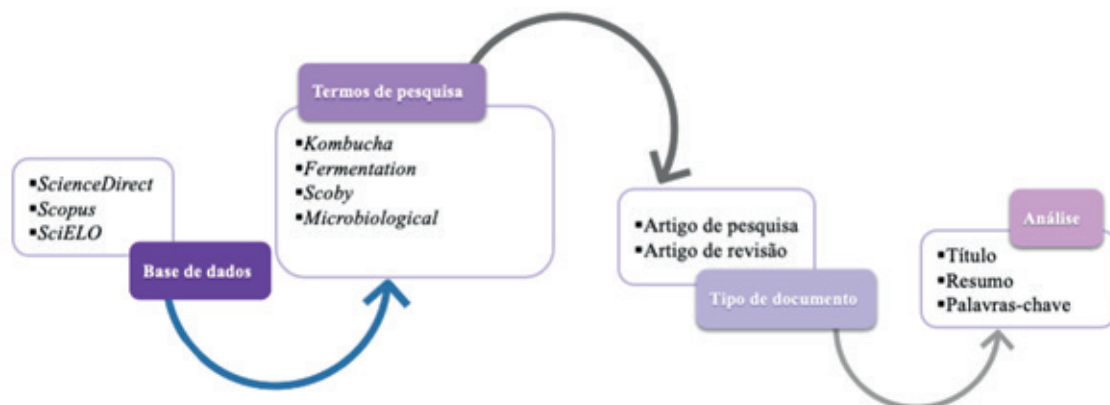 ▪ScienceDirect
▪Scopus
▪SciELO
Base de dados
Termos de pesquisa
▪Kombucha
▪Fermentation
▪Scoby
▪Microbiological
▪Artigo de pesquisa
▪Artigo de revisão
Tipo de documento
Análise
▪Título
▪Resumo
▪Palavras-chave